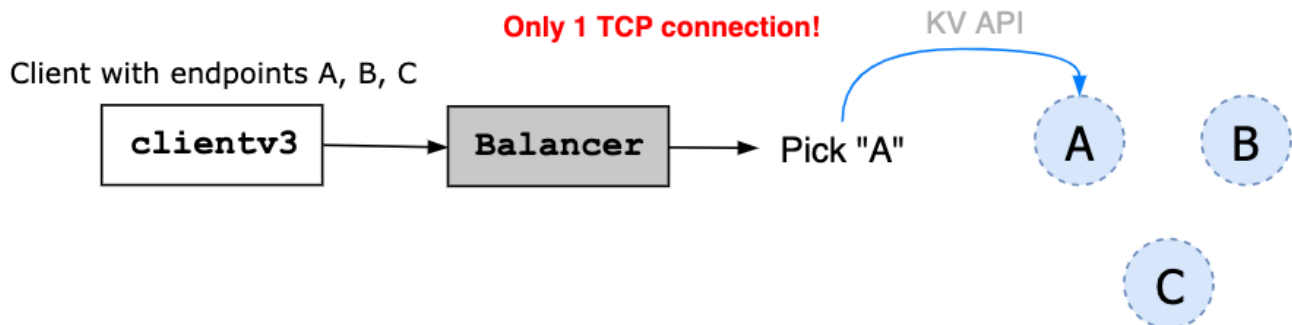 Only 1 TCP connection!
KV API
Client with endpoints A, B, C
clientv3
Balancer
Pick "A"
A
B
C